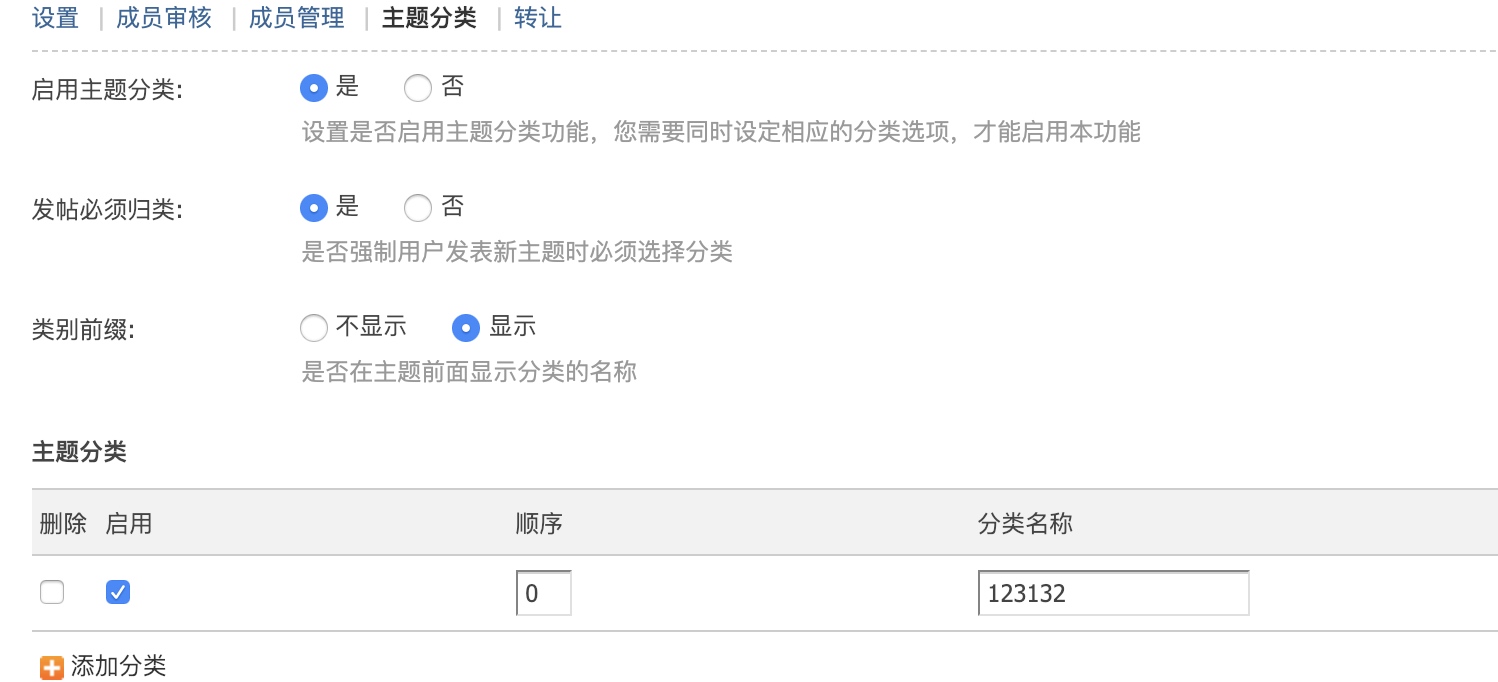 设置 | 成员审核 | 成员管理 | 主题分类 | 转让
启用主题分类: 是 否
设置是否启用主题分类功能，您需要同时设定相应的分类选项，才能启用本功能
发帖必须归类: 是 否
是否强制用户发表新主题时必须选择分类
类别前缀: 不显示 显示
是否在主题前面显示分类的名称
主题分类
删除 启用 顺序 分类名称
0 123132
添加分类